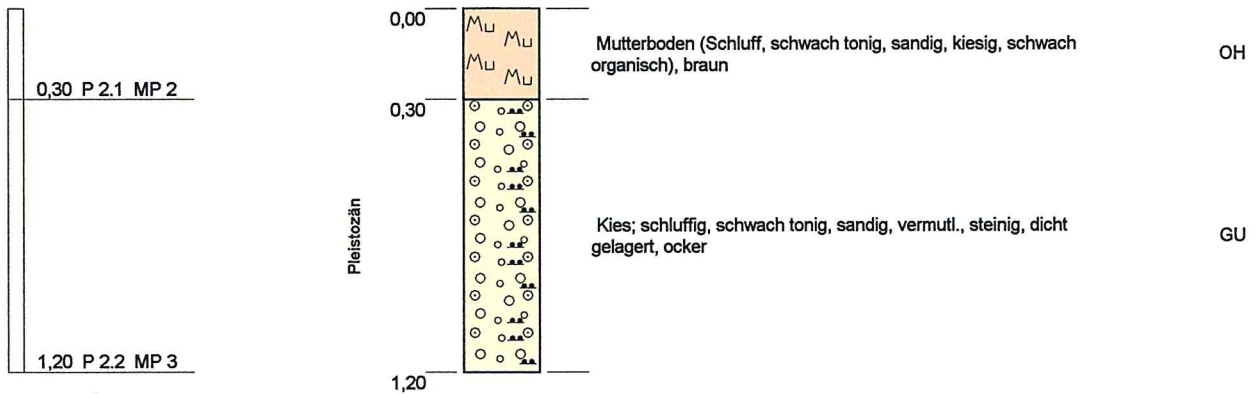 0,00
Mu Mu
Mu Mu
Mutterboden (Schluff, schwach tonig, sandig, kiesig, schwach
organisch), braun
OH
0,30 P 2.1 MP 2
0,30
Pleistozän
Kies; schluffig, schwach tonig, sandig, vermutl., steinig, dicht
gelagert, ocker
GU
1,20 P 2.2 MP 3
1,20